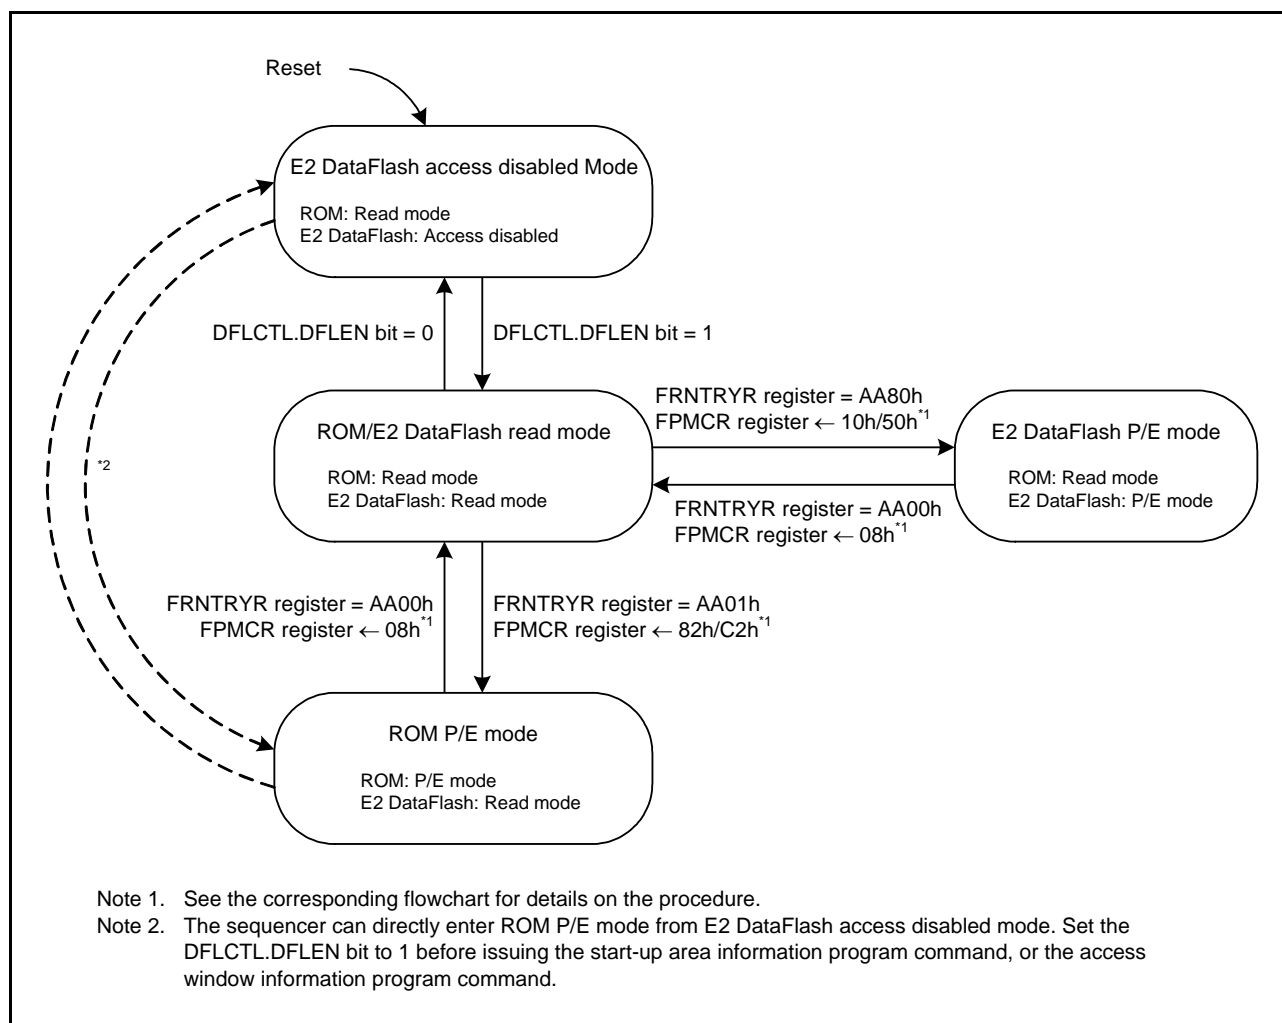 Reset
E2 DataFlash access disabled Mode
ROM: Read mode
E2 DataFlash: Access disabled
DFLCTL.DFLEN bit = 0
DFLCTL.DFLEN bit = 1
ROM/E2 DataFlash read mode
ROM: Read mode
E2 DataFlash: Read mode
FRNTRYR register = AA80h
FPMCR register ← 10h/50h*1
E2 DataFlash P/E mode
ROM: Read mode
E2 DataFlash: P/E mode
FRNTRYR register = AA00h
FPMCR register ← 08h*1
*2
FRNTRYR register = AA00h
FPMCR register ← 08h*1
FRNTRYR register = AA01h
FPMCR register ← 82h/C2h*1
ROM P/E mode
ROM: P/E mode
E2 DataFlash: Read mode
Note 1. See the corresponding flowchart for details on the procedure.
Note 2. The sequencer can directly enter ROM P/E mode from E2 DataFlash access disabled mode. Set the
DFLCTL.DFLEN bit to 1 before issuing the start-up area information program command, or the access
window information program command.